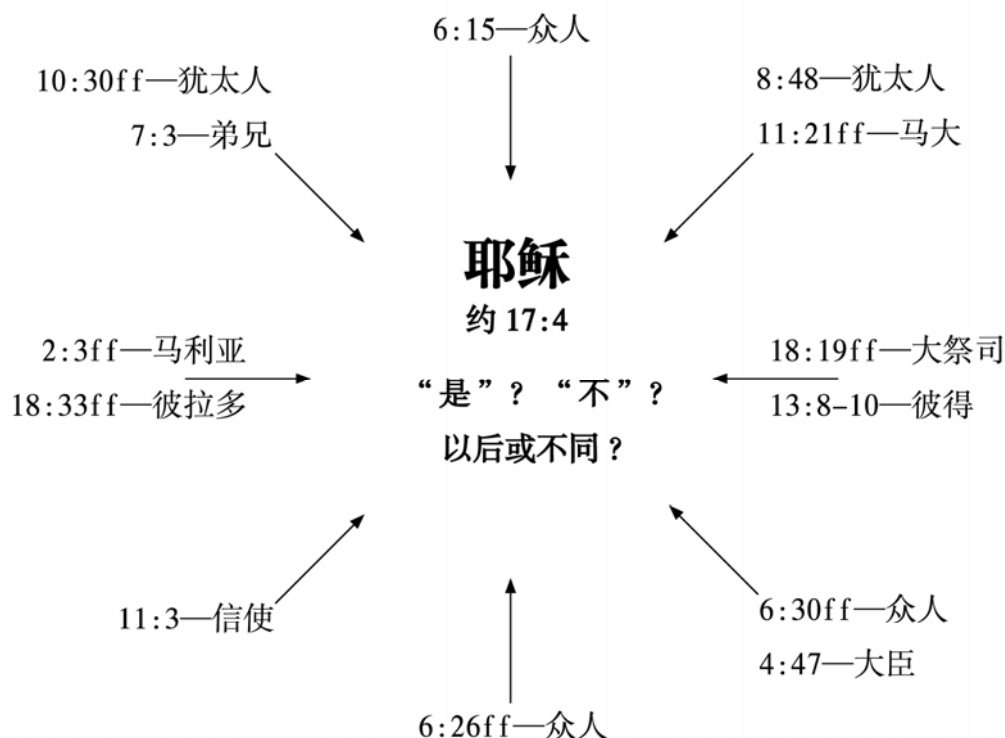 6:15—众人
10:30ff—犹太人
7:3—弟兄
8:48—犹太人
11:21ff—马大
耶稣
约 17:4
2:3ff—马利亚
18:33ff—彼拉多
“是”？ “不”？
以后或不同？
18:19ff—大祭司
13:8-10—彼得
11:3—信使
6:30ff—众人
4:47—大臣
6:26ff—众人